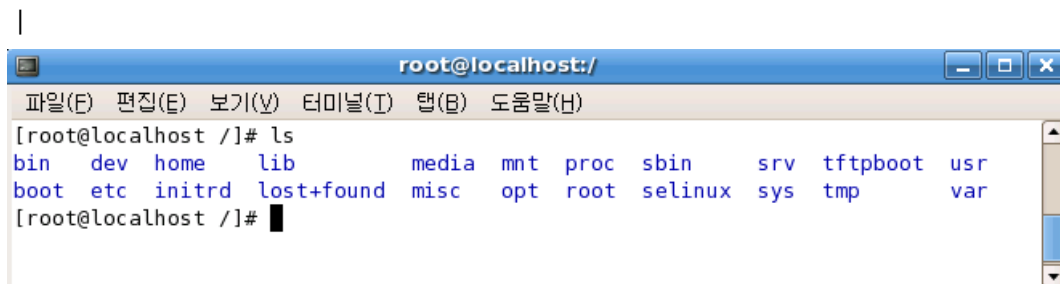 root@localhost:/
파일(F) 편집(E) 보기(V) 터미널(T) 탭(B) 도움말(H)
[root@localhost /]# ls
bin dev home lib media mnt proc sbin srv tftpboot usr
boot etc initrd lost+found misc opt root selinux sys tmp var
[root@localhost /]#